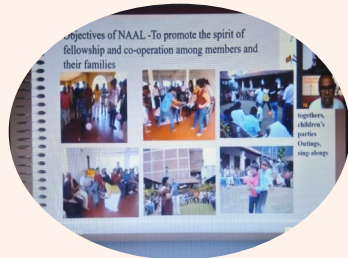 Objectives of NAAL -To promote the spirit of
fellowship and co-operation among members and
their families
togethers,
children's
parties
Outings,
sing-alongs